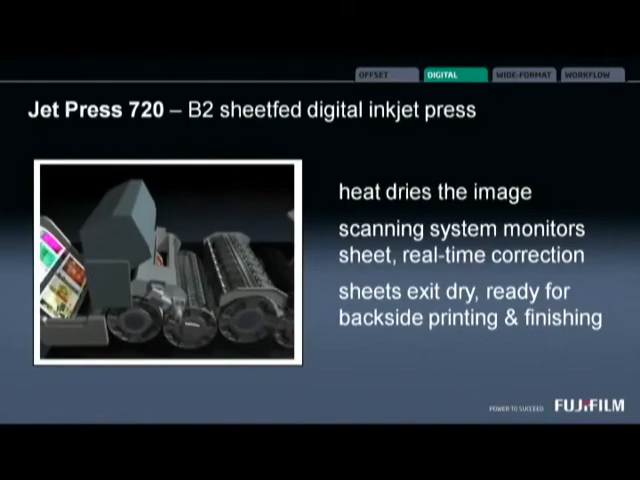 OFFSET
DIGITAL
WIDE-FORMAT
WORKFLOW
Jet Press 720 – B2 sheetfed digital inkjet press
heat dries the image
scanning system monitors
sheet, real-time correction
sheets exit dry, ready for
backside printing & finishing
POWER TO SUCCEED
FUJIFILM